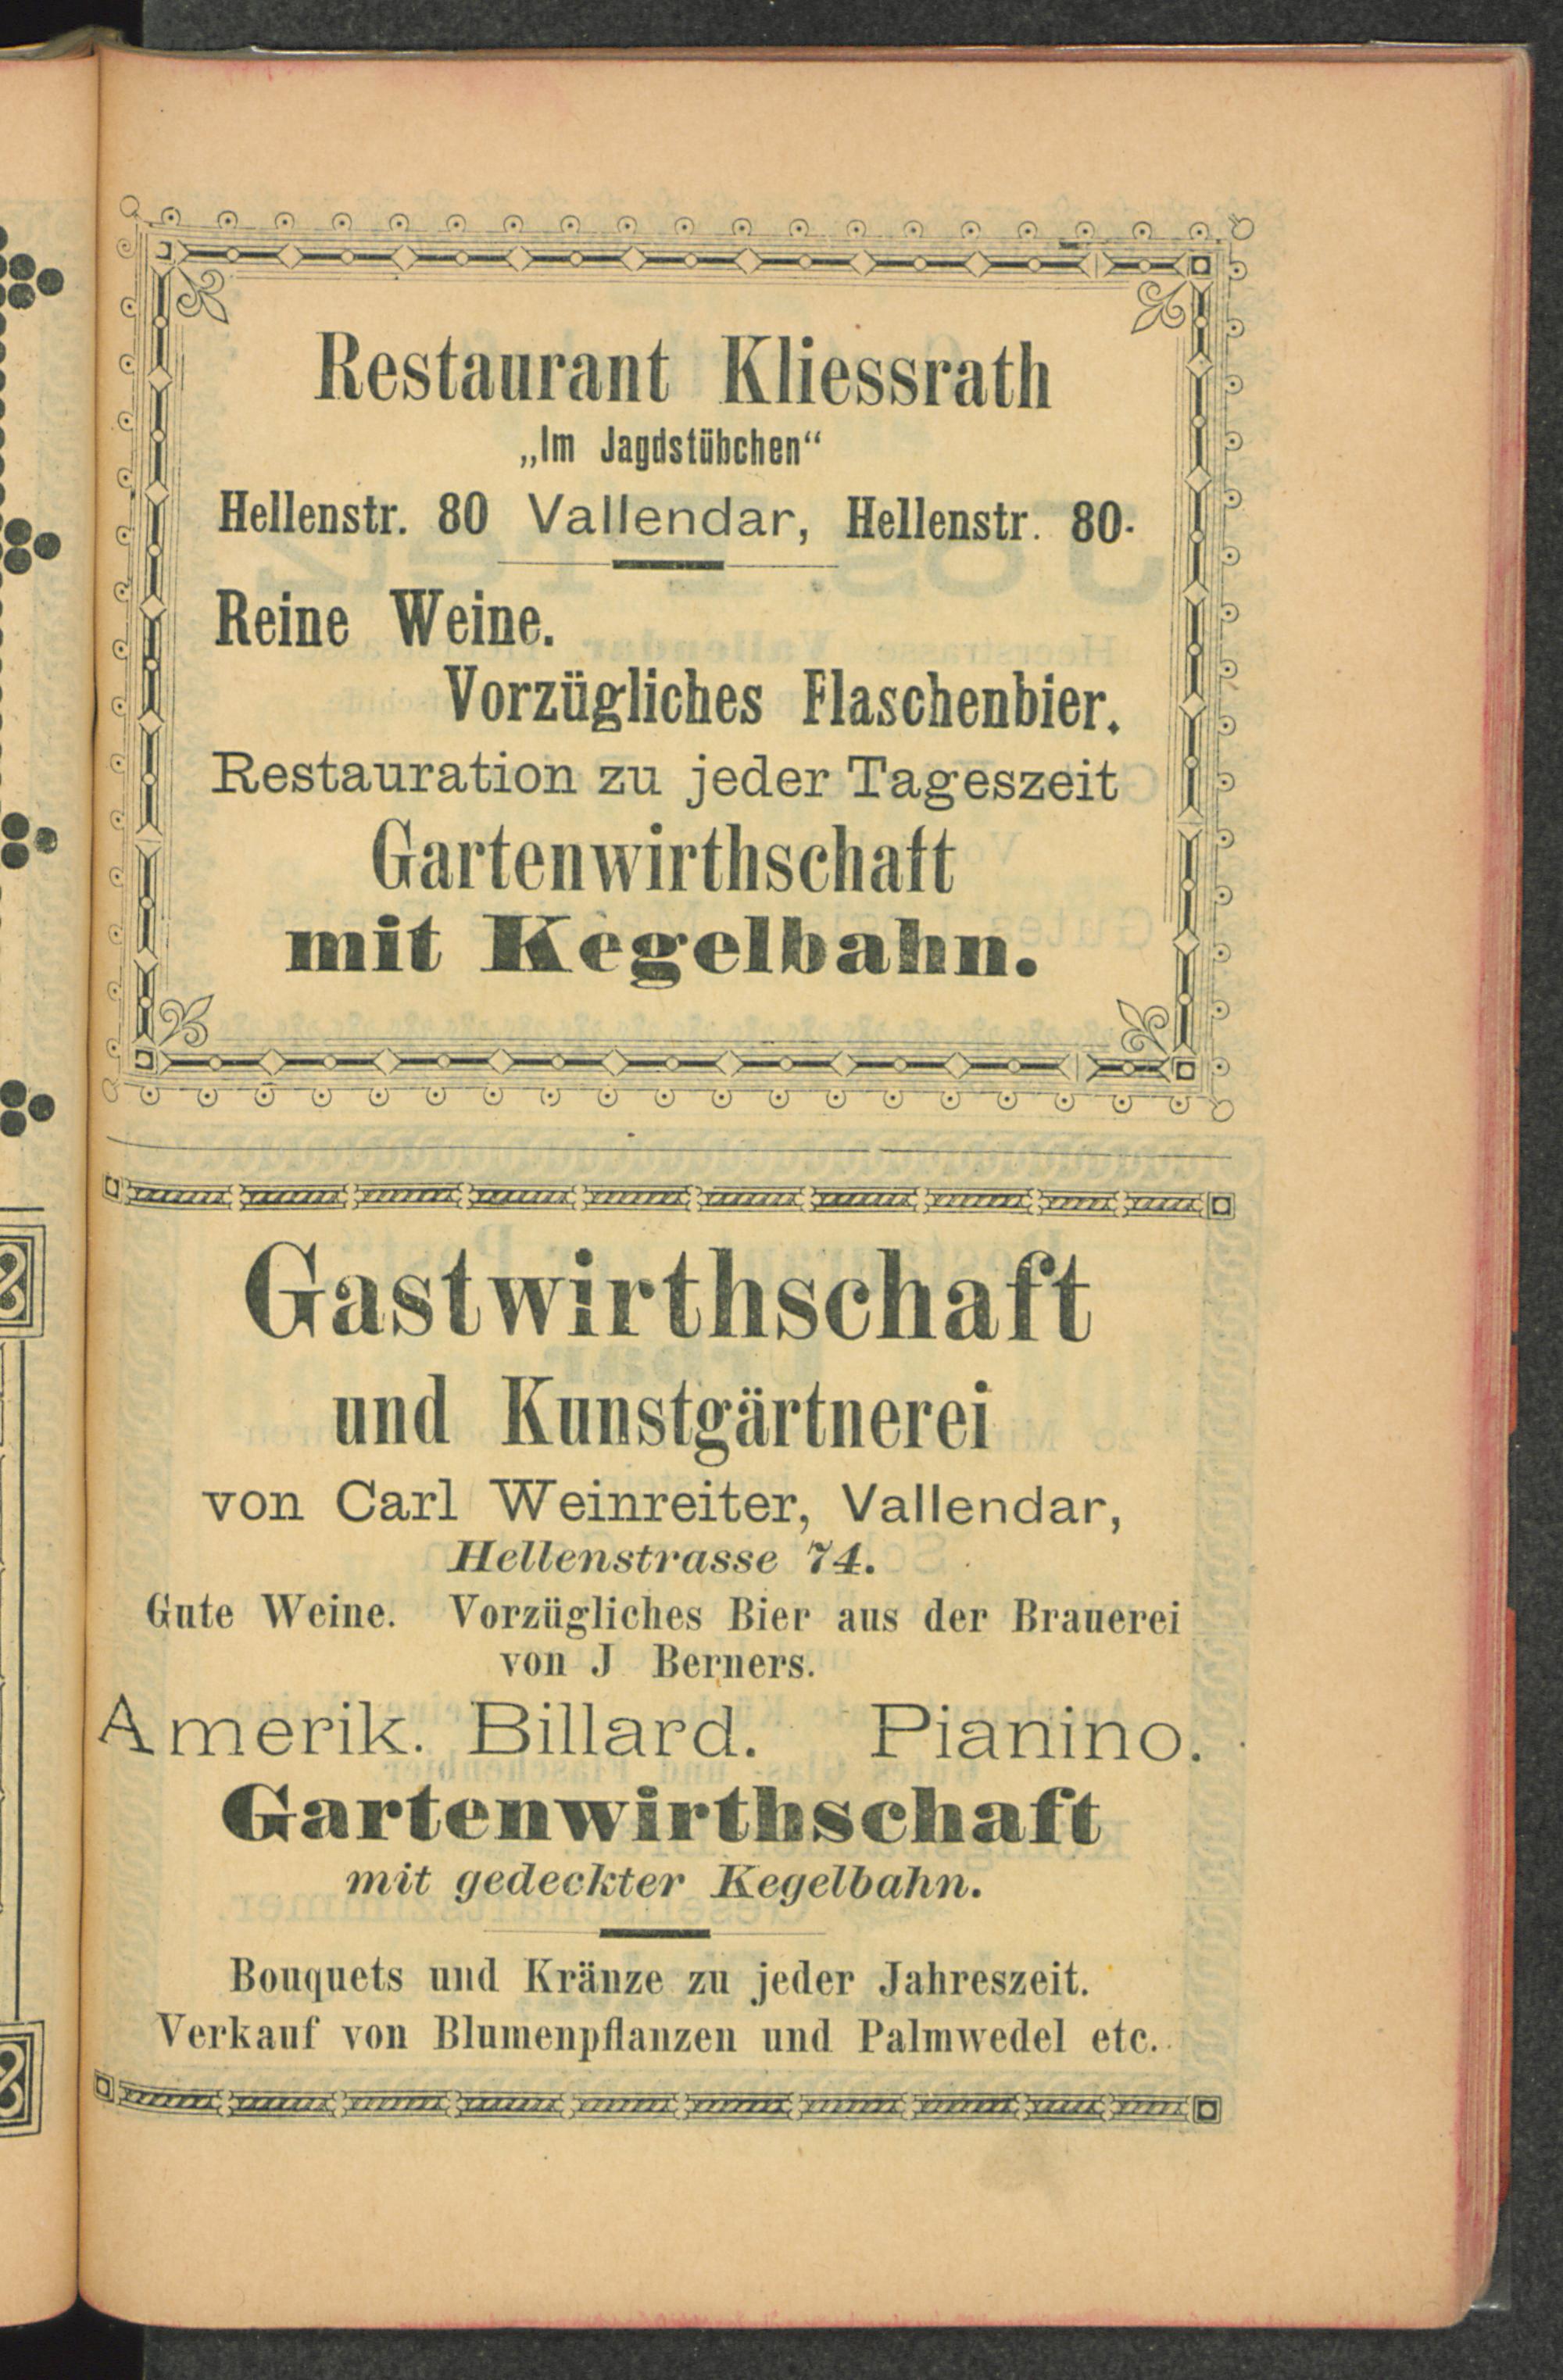 Restaurant Kliessrath
„Im Jagdstübchen“
Hellenstr. 80 Vallendar, Hellenstr. 80.
Reine Weine.
Vorzügliches Flaschenbier.
Restauration zu jeder Tageszeit
Gartenwirthschaft
mit Kegelbahn.
Gastwirthschaft
und Kunstgärtnerei
von Carl Weinreiter, Vallendar,
Hellenstrasse 74.
Gute Weine. Vorzügliches Bier aus der Brauerei
von J Berners.
Amerik. Billard. Pianino.
Gartenwirthschaft
mit gedeckter Kegelbahn.
Bouquets und Kränze zu jeder Jahreszeit.
Verkauf von Blumenpflanzen und Palmwedel etc.